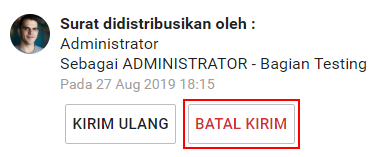 Surat didistribusikan oleh :
Administrator
Sebagai ADMINISTRATOR - Bagian Testing
Pada 27 Aug 2019 18:15
KIRIM ULANG BATAL KIRIM